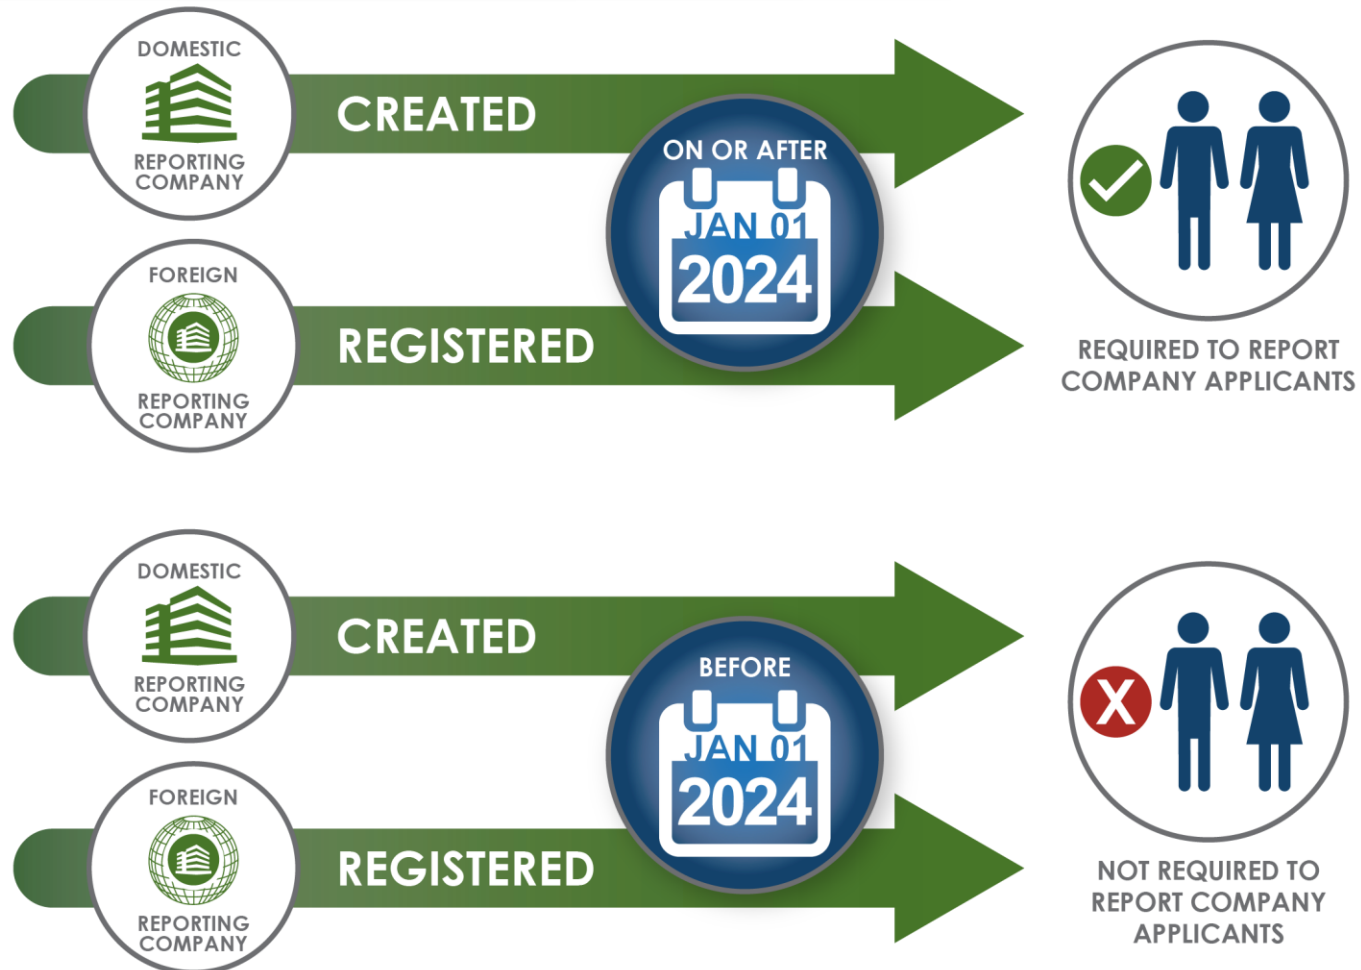 DOMESTIC
REPORTING
COMPANY
CREATED
ON OR AFTER
JAN 01
2024
FOREIGN
REPORTING
COMPANY
REGISTERED
REQUIRED TO REPORT
COMPANY APPLICANTS
DOMESTIC
REPORTING
COMPANY
CREATED
BEFORE
JAN 01
2024
FOREIGN
REPORTING
COMPANY
REGISTERED
X
NOT REQUIRED TO
REPORT COMPANY
APPLICANTS